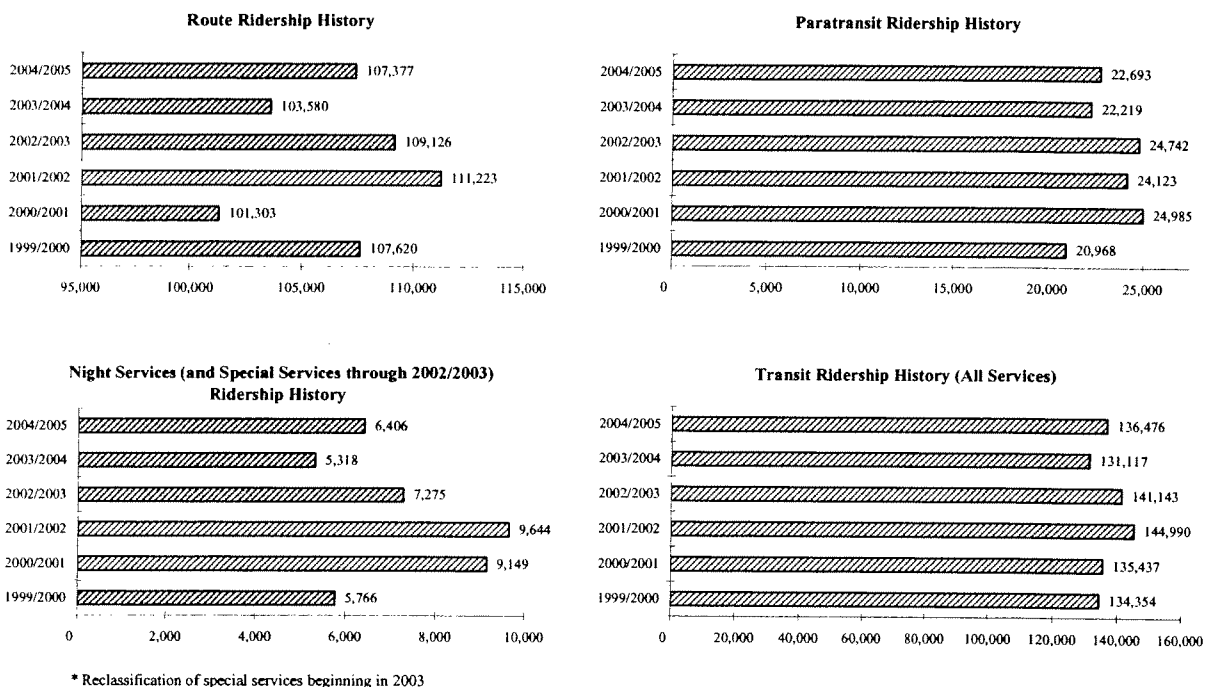 Route Ridership History
2004/2005 107,377
2003/2004 103,580
2002/2003 109,126
2001/2002 111,223
2000/2001 101,303
1999/2000 107,620
95,000 100,000 105,000 110,000 115,000
Paratransit Ridership History
2004/2005 22,693
2003/2004 22,219
2002/2003 24,742
2001/2002 24,123
2000/2001 24,985
1999/2000 20,968
0 5,000 10,000 15,000 20,000 25,000
Night Services (and Special Services through 2002/2003)
Ridership History
2004/2005 6,406
2003/2004 5,318
2002/2003 7,275
2001/2002 9,644
2000/2001 9,149
1999/2000 5,766
0 2,000 4,000 6,000 8,000 10,000
Transit Ridership History (All Services)
2004/2005 136,476
2003/2004 131,117
2002/2003 141,143
2001/2002 144,990
2000/2001 135,437
1999/2000 134,354
0 20,000 40,000 60,000 80,000 100,000 120,000 140,000 160,000
* Reclassification of special services beginning in 2003